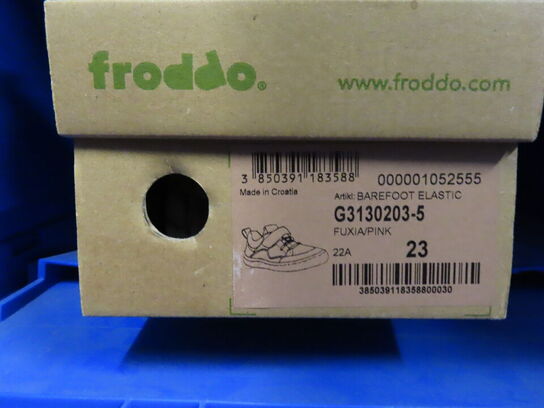 froddo®
www.froddo.com
3 850391 183588
000001052555
Made in Croatia
Artikl: BAREFOOT ELASTIC
G3130203-5
FUXIA/PINK
22A
23
385039118358800030